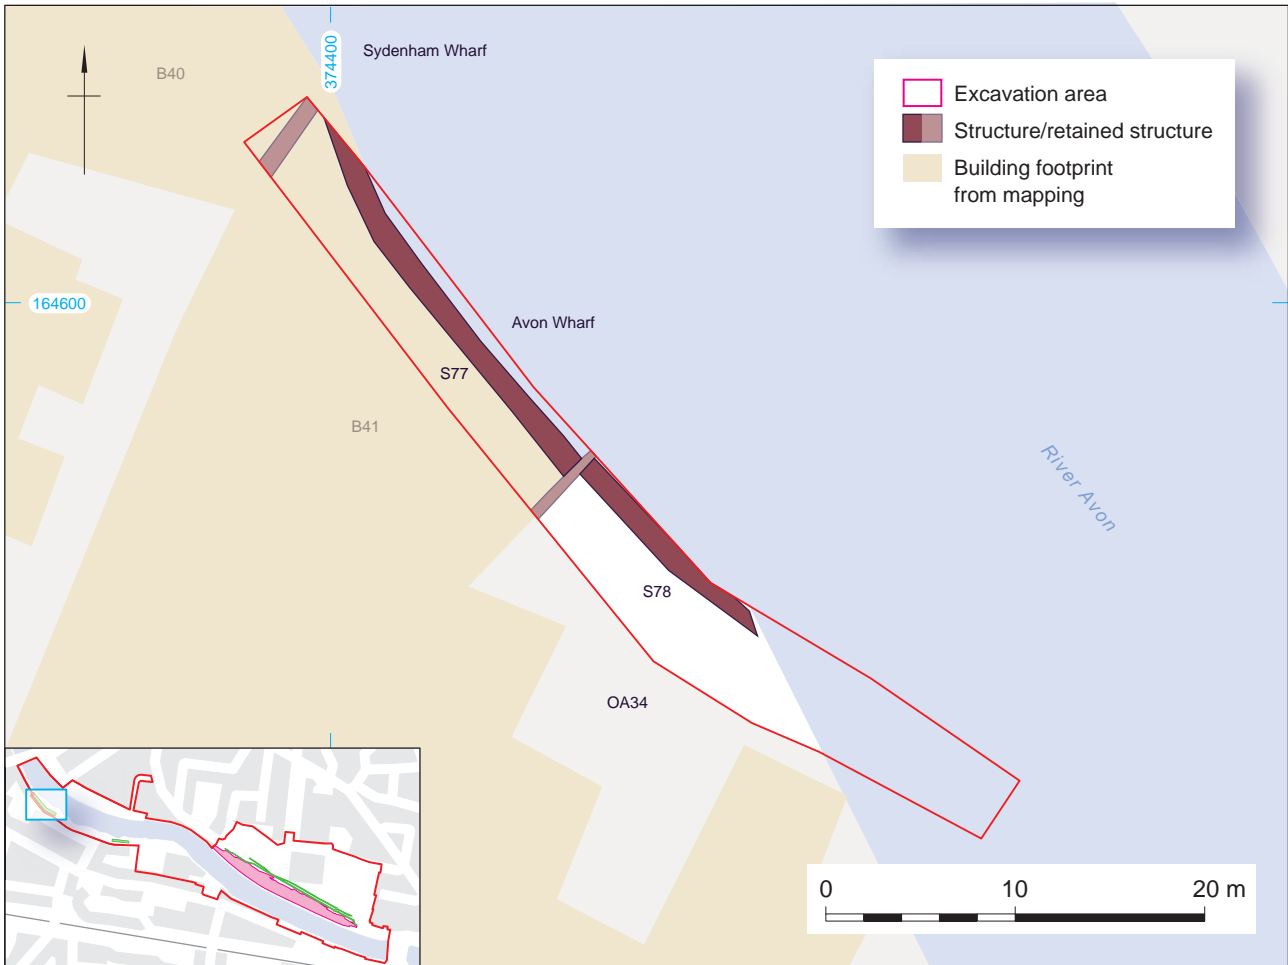 B40
374400
Sydenham Wharf
Excavation area
Structure/retained structure
Building footprint
from mapping
164600
Avon Wharf
S77
B41
River Avon
S78
OA34
0 10 20 m